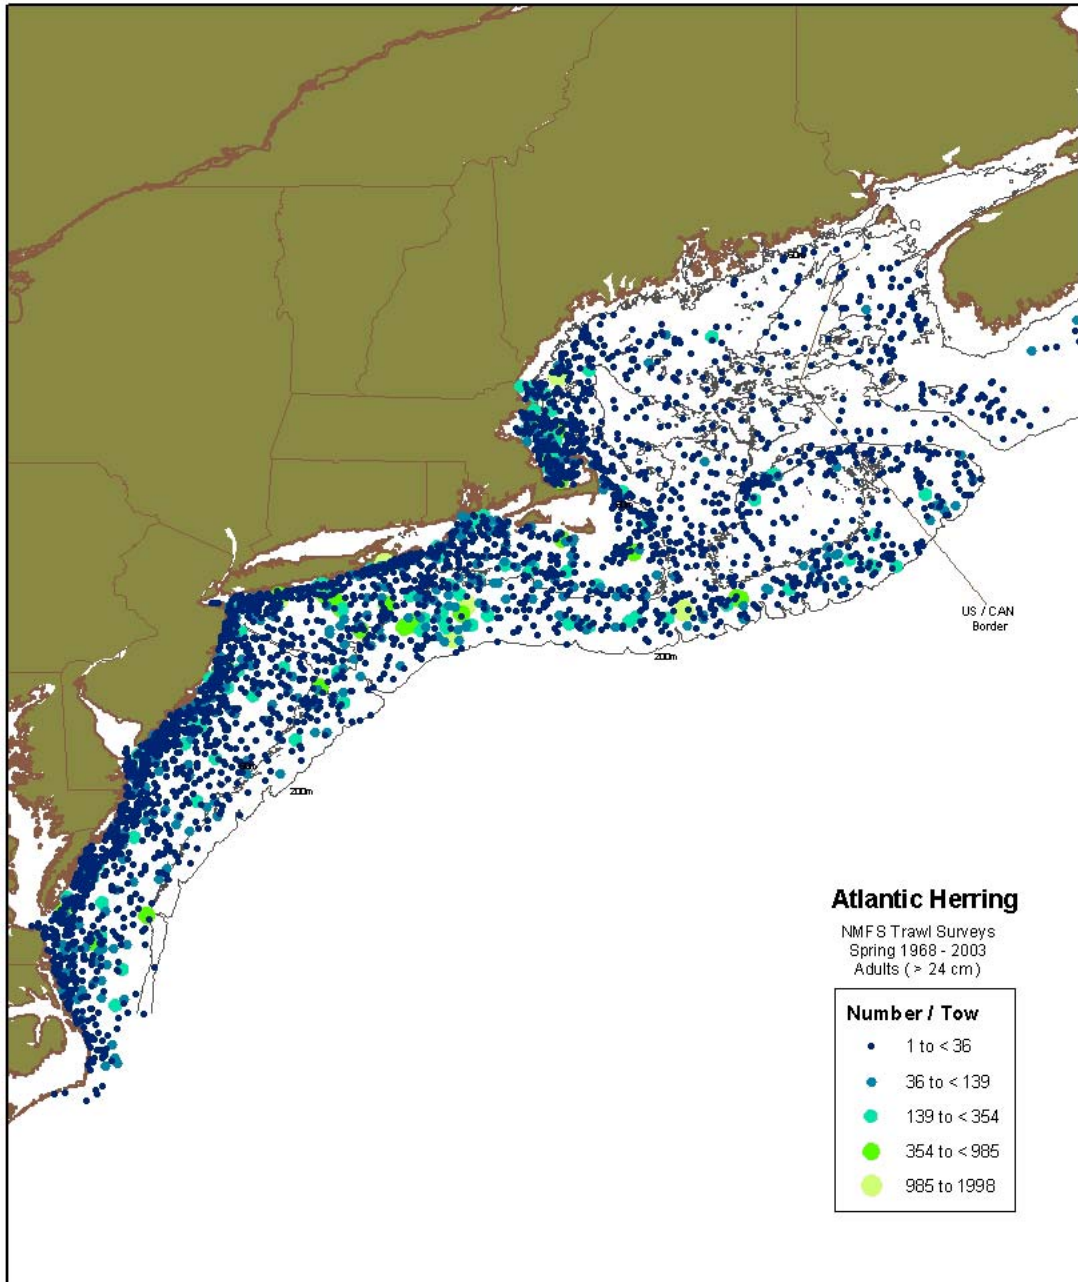 US / CAN
Border
200m
200m
Atlantic Herring
NMFS Trawl Surveys
Spring 1968 - 2003
Adults ( > 24 cm )
Number / Tow
1 to < 36
36 to < 139
139 to < 354
354 to < 985
985 to 1998